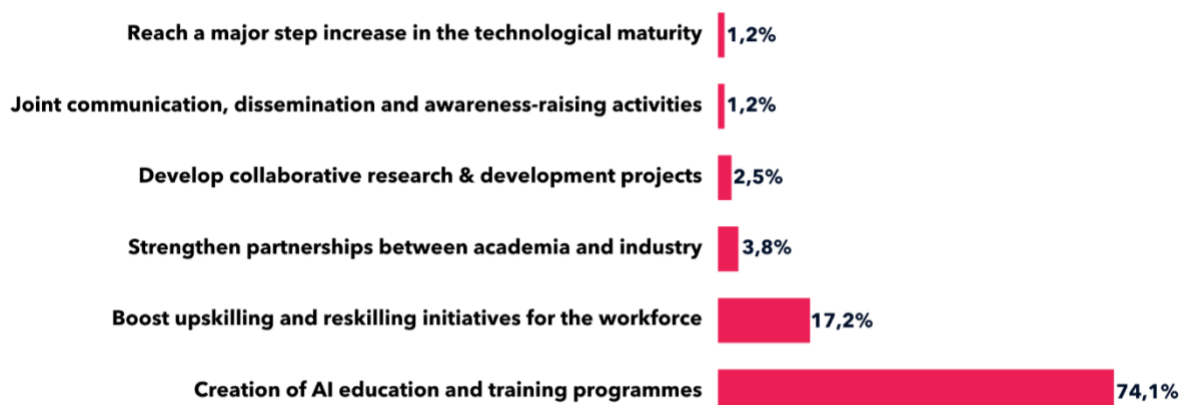 Reach a major step increase in the technological maturity 1,2%
Joint communication, dissemination and awareness-raising activities 1,2%
Develop collaborative research & development projects 2,5%
Strengthen partnerships between academia and industry 3,8%
Boost upskilling and reskilling initiatives for the workforce 17,2%
Creation of AI education and training programmes 74,1%